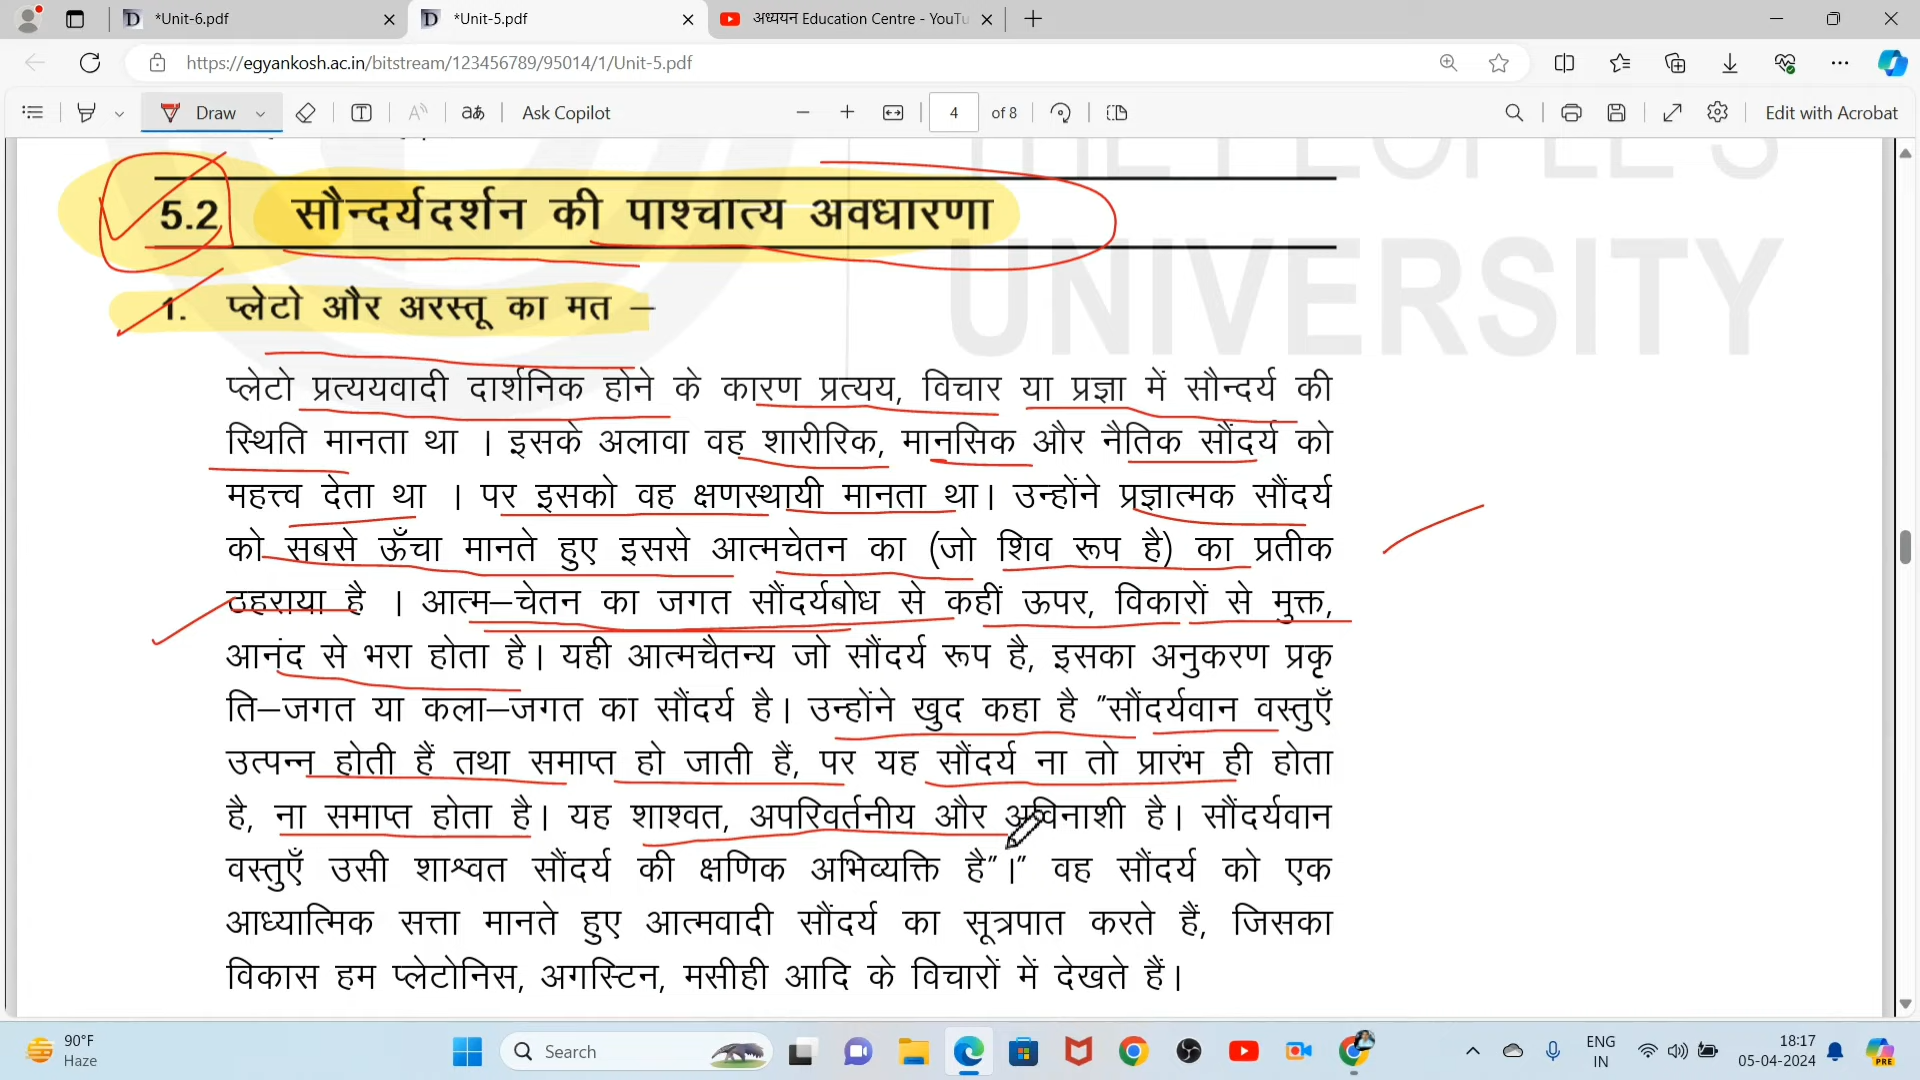 *Unit-6.pdf
*Unit-5.pdf
अध्ययन Education Centre - YouTu
https://egyankosh.ac.in/bitstream/123456789/95014/1/Unit-5.pdf
Draw
Ask Copilot
4 of 8
Edit with Acrobat
THE PEOPLE'S
UNIVERSITY
5.2 सौन्दर्यदर्शन की पाश्चात्य अवधारणा
1. प्लेटो और अरस्तू का मत –
प्लेटो प्रत्ययवादी दार्शनिक होने के कारण प्रत्यय, विचार या प्रज्ञा में सौन्दर्य की
स्थिति मानता था । इसके अलावा वह शारीरिक, मानसिक और नैतिक सौंदर्य को
महत्त्व देता था । पर इसको वह क्षणस्थायी मानता था। उन्होंने प्रज्ञात्मक सौंदर्य
को सबसे ऊँचा मानते हुए इससे आत्मचेतन का (जो शिव रूप है) का प्रतीक
ठहराया है । आत्म–चेतन का जगत सौंदर्यबोध से कहीं ऊपर, विकारों से मुक्त,
आनंद से भरा होता है। यही आत्मचैतन्य जो सौंदर्य रूप है, इसका अनुकरण प्रकृ
ति–जगत या कला–जगत का सौंदर्य है। उन्होंने खुद कहा है "सौंदर्यवान वस्तुएँ
उत्पन्न होती हैं तथा समाप्त हो जाती हैं, पर यह सौंदर्य ना तो प्रारंभ ही होता
है, ना समाप्त होता है। यह शाश्वत, अपरिवर्तनीय और अविनाशी है। सौंदर्यवान
वस्तुएँ उसी शाश्वत सौंदर्य की क्षणिक अभिव्यक्ति है"।" वह सौंदर्य को एक
आध्यात्मिक सत्ता मानते हुए आत्मवादी सौंदर्य का सूत्रपात करते हैं, जिसका
विकास हम प्लेटोनिस, अगस्टिन, मसीही आदि के विचारों में देखते हैं।
90°F
Haze
Search
ENG
IN
18:17
05-04-2024
PRE